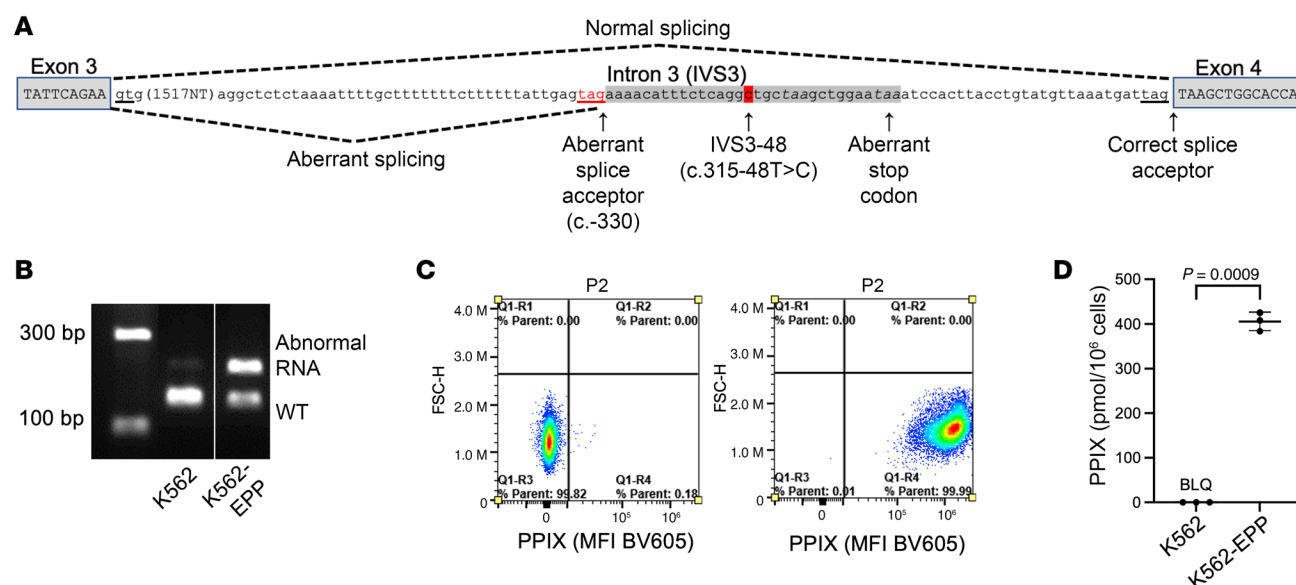 A
Normal splicing
Exon 3
Intron 3 (IVS3)
Exon 4
TATTCAGAA gtg(1517NT)aggctctctaaaattttgctttttttcttttttattgagtagaaaacatttctcaggctgctaagctggaataatccacttacctgtatgttaaatgattag TAAGCTGGCACCA
Aberrant splicing
Aberrant
splice
acceptor
(c.-330)
IVS3-48
(c.315-48T>C)
Aberrant
stop
codon
Correct splice
acceptor
B
300 bp
100 bp
Abnormal
RNA
WT
K562
K562-
EPP
C
P2
Q1-R1
% Parent: 0.00
Q1-R2
% Parent: 0.00
Q1-R3
% Parent: 99.82
Q1-R4
% Parent: 0.18
FSC-H
4.0 M
3.0 M
2.0 M
1.0 M
0
0
10⁵
10⁶
PPIX (MFI BV605)
P2
Q1-R1
% Parent: 0.00
Q1-R2
% Parent: 0.00
Q1-R3
% Parent: 0.01
Q1-R4
% Parent: 99.99
FSC-H
4.0 M
3.0 M
2.0 M
1.0 M
0
0
10⁵
10⁶
PPIX (MFI BV605)
D
P = 0.0009
PPIX (pmol/10⁶ cells)
500
400
300
200
100
0
BLQ
K562
K562-EPP